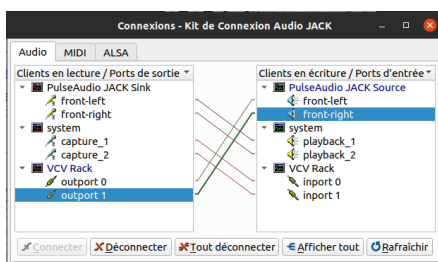 Connexions - Kit de Connexion Audio JACK
Audio MIDI ALSA
Clients en lecture / Ports de sortie
PulseAudio JACK Sink
front-left
front-right
system
capture_1
capture_2
VCV Rack
outport 0
outport 1
Clients en écriture / Ports d'entrée
PulseAudio JACK Source
front-left
front-right
system
playback_1
playback_2
VCV Rack
inport 0
inport 1
Connecter Déconnecter Tout déconnecter Afficher tout Rafraîchir